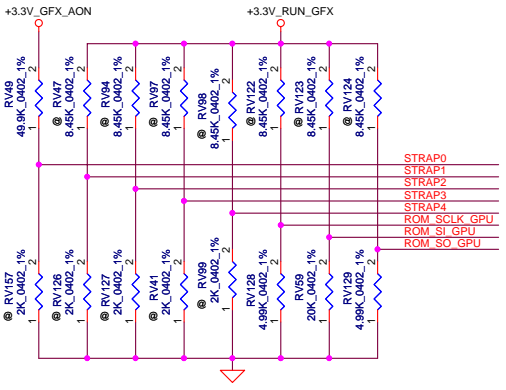 +3.3V_GFX_AON
+3.3V_RUN_GFX
RV49
49.9K_0402_1%
2
1
@ RV47
8.45K_0402_1%
2
1
@ RV94
8.45K_0402_1%
2
1
@ RV97
8.45K_0402_1%
2
1
@ RV98
8.45K_0402_1%
2
1
@ RV122
8.45K_0402_1%
2
1
@ RV123
8.45K_0402_1%
2
1
@ RV124
8.45K_0402_1%
2
1
STRAP0
STRAP1
STRAP2
STRAP3
STRAP4
ROM_SCLK_GPU
ROM_SI_GPU
ROM_SO_GPU
@ RV157
2K_0402_1%
2
1
@ RV126
2K_0402_1%
2
1
@ RV127
2K_0402_1%
2
1
@ RV41
2K_0402_1%
2
1
@ RV99
2K_0402_1%
2
1
RV128
4.99K_0402_1%
2
1
RV59
20K_0402_1%
2
1
RV129
4.99K_0402_1%
2
1